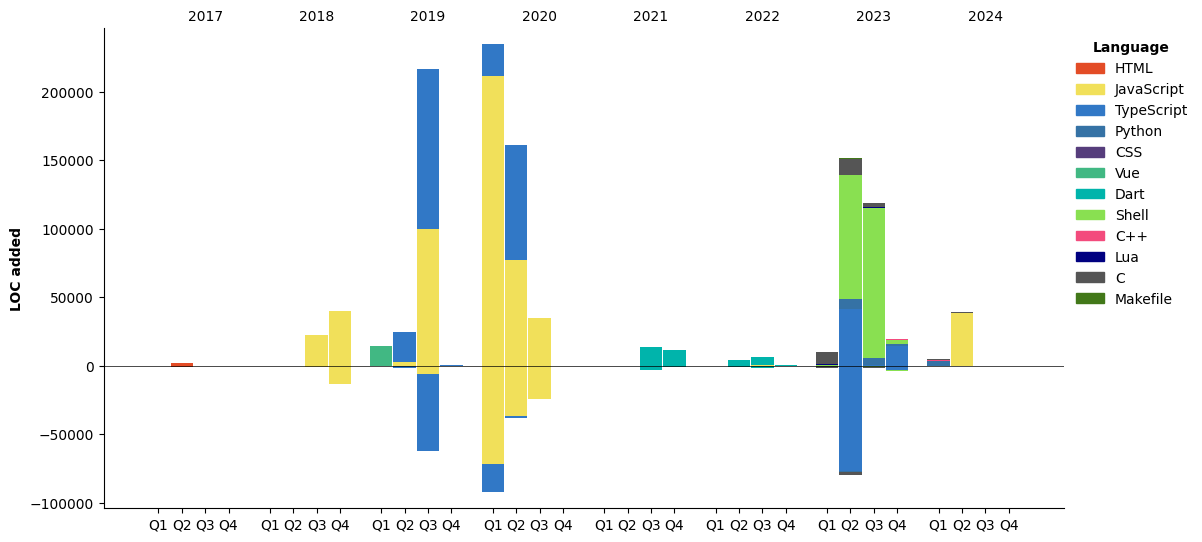 2017 2018 2019 2020 2021 2022 2023 2024
LOC added
200000
150000
100000
50000
0
−50000
−100000
Q1 Q2 Q3 Q4 Q1 Q2 Q3 Q4 Q1 Q2 Q3 Q4 Q1 Q2 Q3 Q4 Q1 Q2 Q3 Q4 Q1 Q2 Q3 Q4 Q1 Q2 Q3 Q4 Q1 Q2 Q3 Q4
Language
HTML
JavaScript
TypeScript
Python
CSS
Vue
Dart
Shell
C++
Lua
C
Makefile